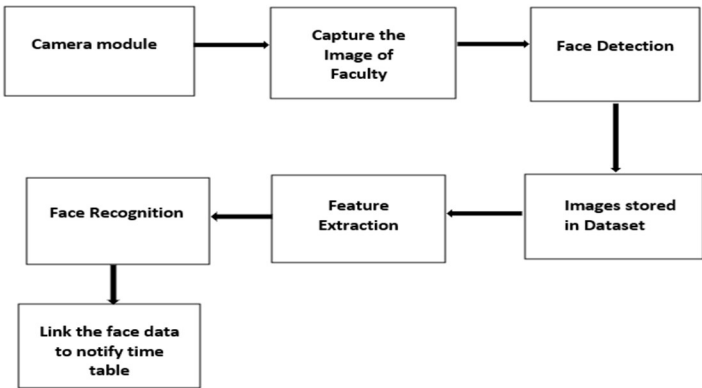 Camera module
Capture the
Image of
Faculty
Face Detection
Images stored
in Dataset
Feature
Extraction
Face Recognition
Link the face data
to notify time
table